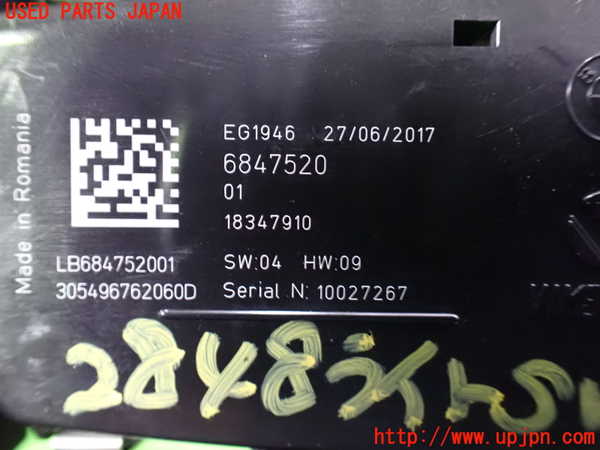 USED PARTS JAPAN
Made in Romania
EG1946 27/06/2017
6847520
01
18347910
LB684752001 SW:04 HW:09
305496762060D Serial N: 10027267
2848
http://www.upjpn.com/